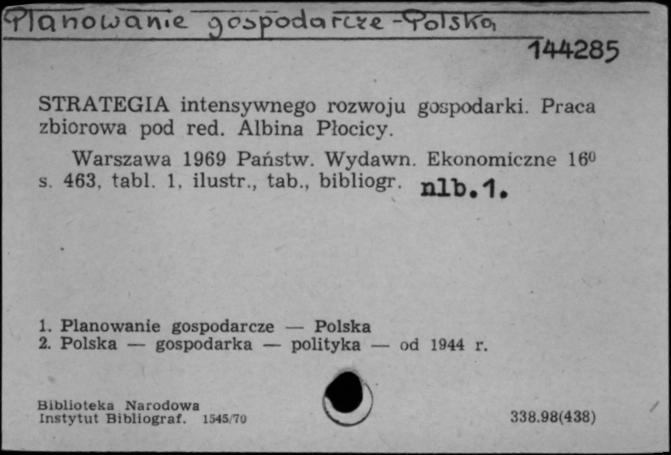 Planowanie gospodarcze - Polska
144285
STRATEGIA intensywnego rozwoju gospodarki. Praca
zbiorowa pod red. Albina Płocicy.
Warszawa 1969 Państw. Wydawn. Ekonomiczne 16⁰
s. 463, tabl. 1, ilustr., tab., bibliogr. nlb.1.
1. Planowanie gospodarcze — Polska
2. Polska — gospodarka — polityka — od 1944 r.
Biblioteka Narodowa
Instytut Bibliograf. 1545/70
338.98(438)